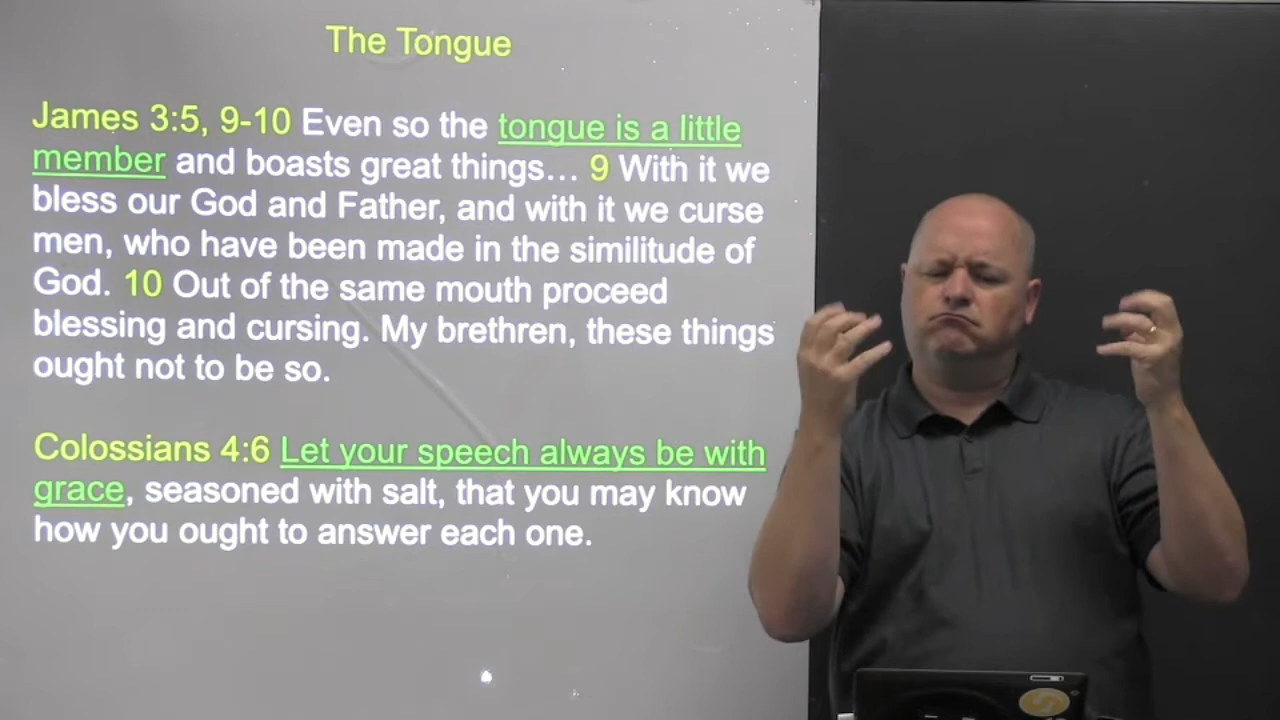 The Tongue
James 3:5, 9-10 Even so the tongue is a little
member and boasts great things… 9 With it we
bless our God and Father, and with it we curse
men, who have been made in the similitude of
God. 10 Out of the same mouth proceed
blessing and cursing. My brethren, these things
ought not to be so.
Colossians 4:6 Let your speech always be with
grace, seasoned with salt, that you may know
how you ought to answer each one.